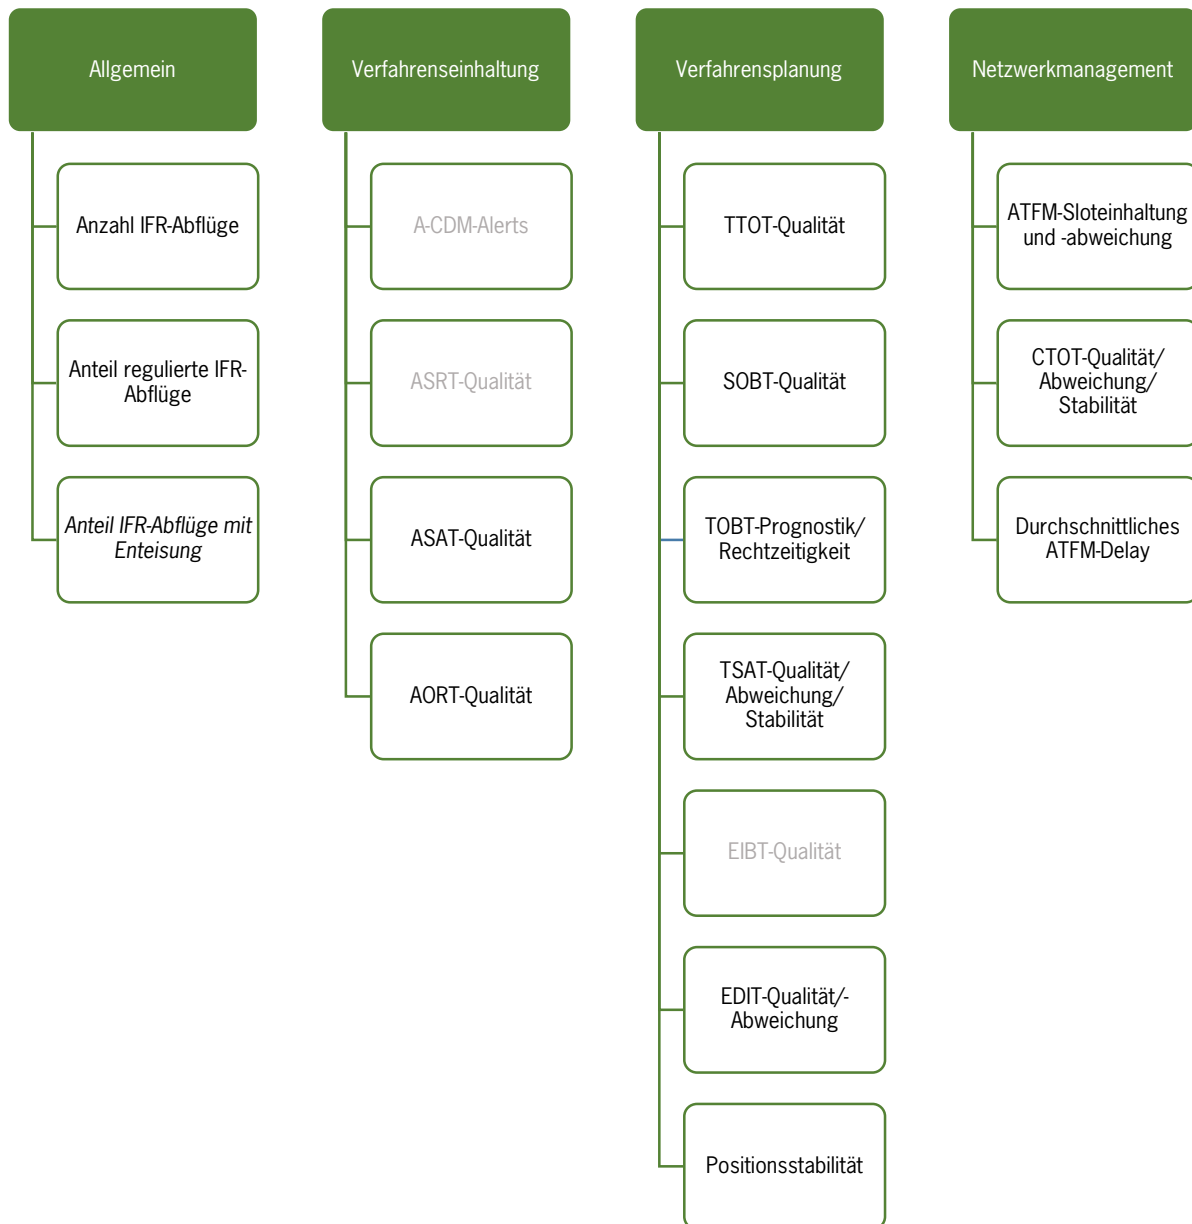 Allgemein
Anzahl IFR-Abflüge
Anteil regulierte IFR-
Abflüge
Anteil IFR-Abflüge mit
Enteisung
Verfahrenseinhaltung
A-CDM-Alerts
ASRT-Qualität
ASAT-Qualität
AORT-Qualität
Verfahrensplanung
TTOT-Qualität
SOBT-Qualität
TOBT-Prognostik/
Rechtzeitigkeit
TSAT-Qualität/
Abweichung/
Stabilität
EIBT-Qualität
EDIT-Qualität/-
Abweichung
Positionsstabilität
Netzwerkmanagement
ATFM-Sloteinhaltung
und -abweichung
CTOT-Qualität/
Abweichung/
Stabilität
Durchschnittliches
ATFM-Delay